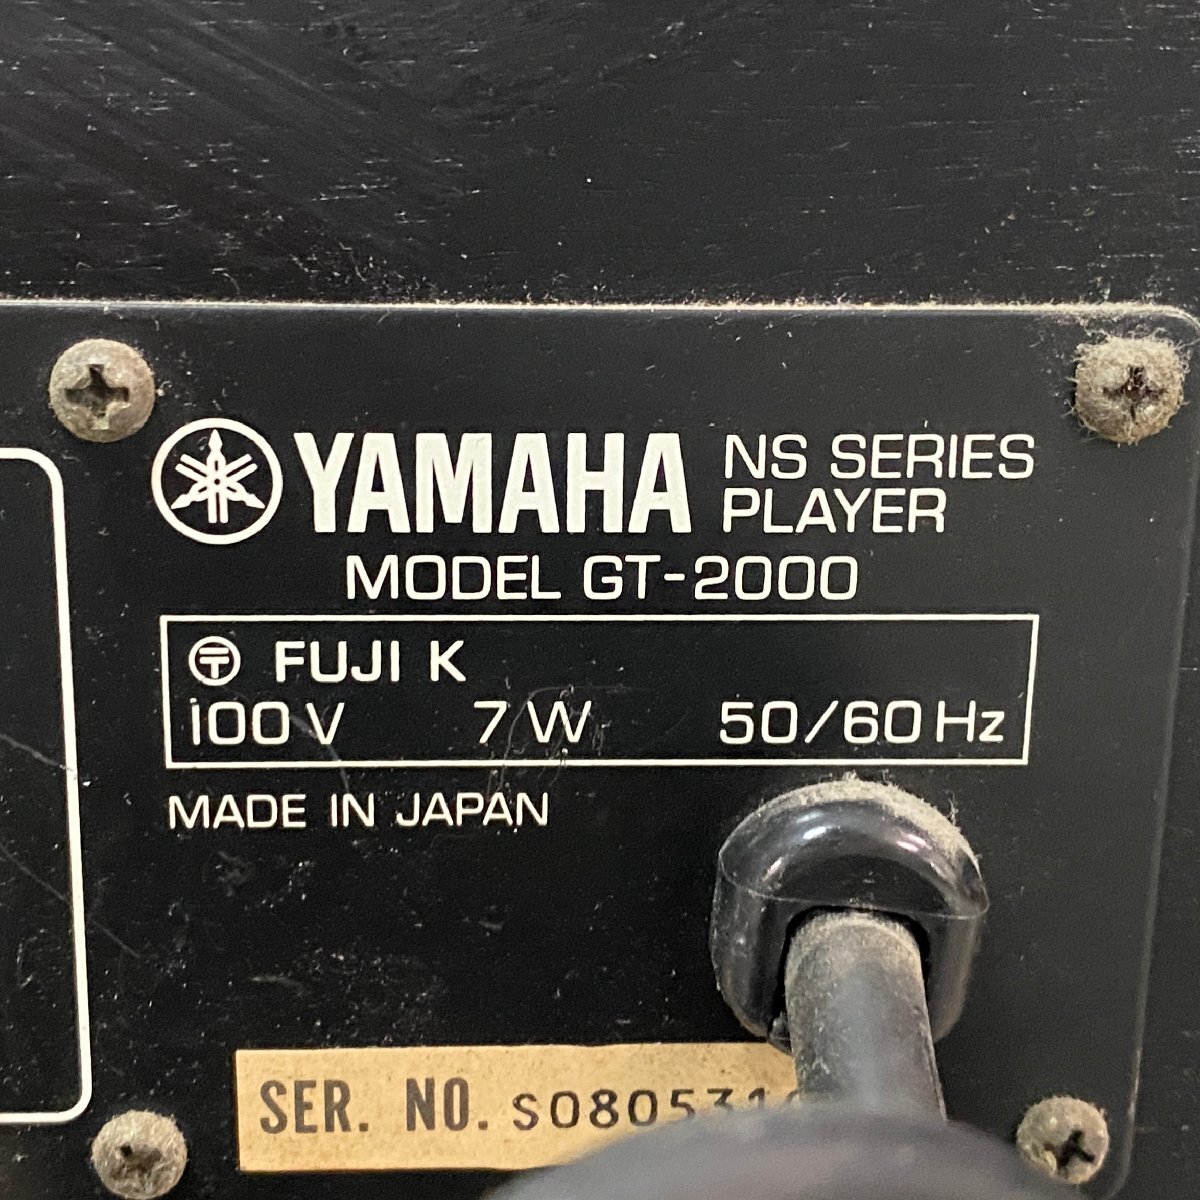 YAMAHA NS SERIES PLAYER
MODEL GT-2000
〶 FUJI K
100V 7W 50/60Hz
MADE IN JAPAN
SER. NO.